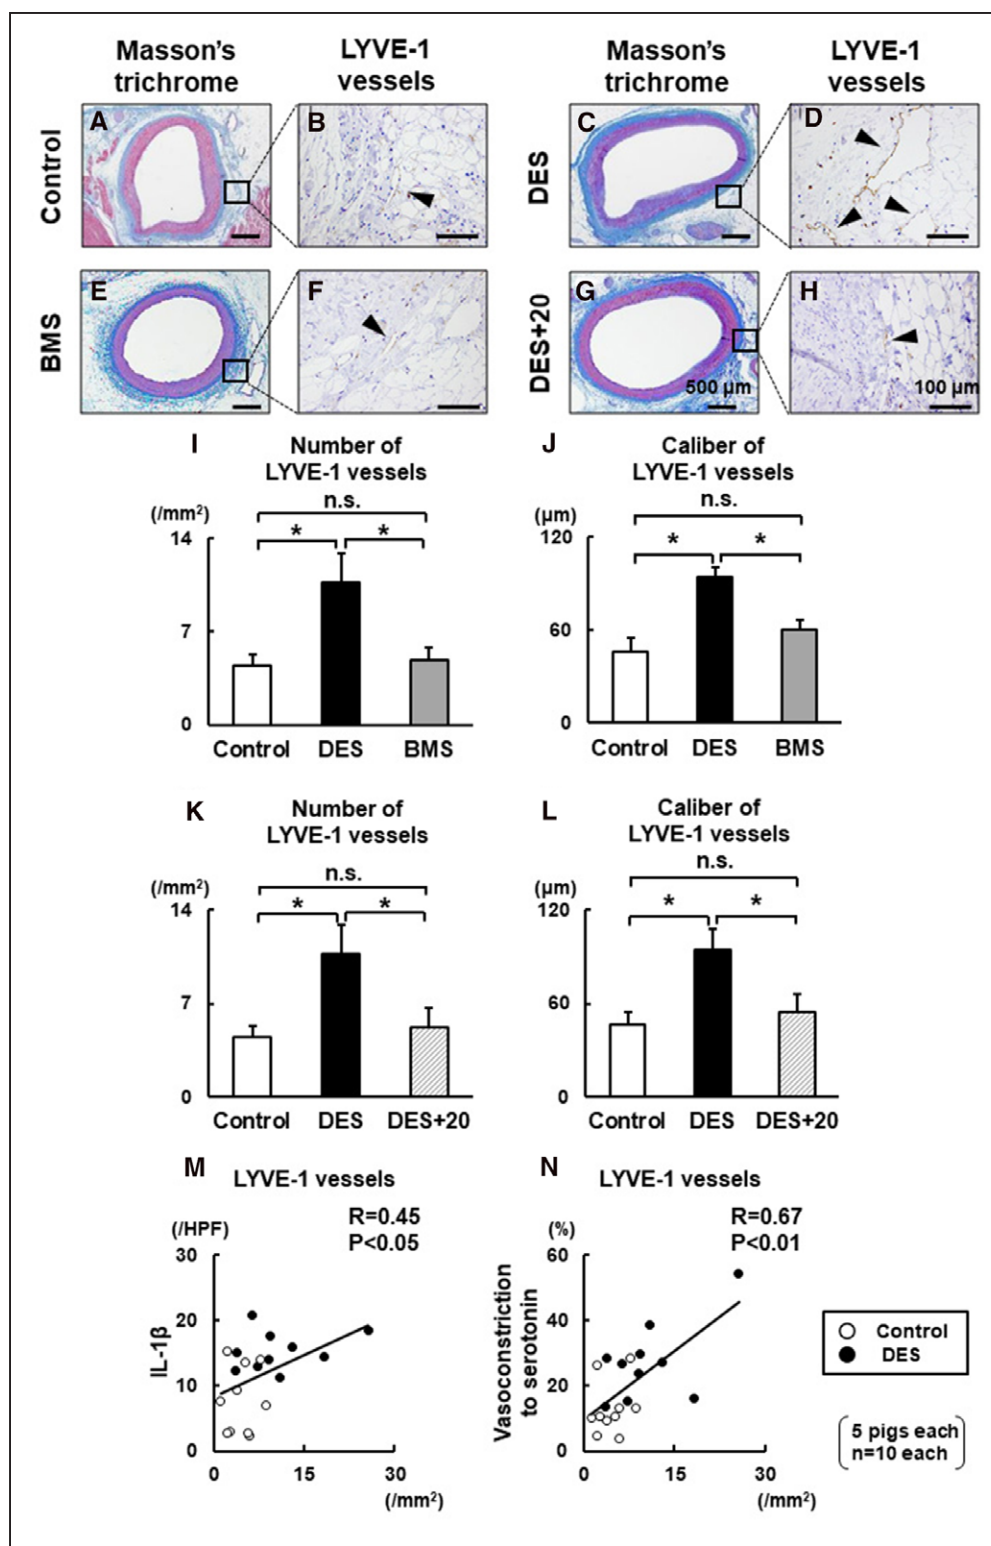 Masson's trichrome
LYVE-1 vessels
Masson's trichrome
LYVE-1 vessels
Control
A
B
DES
C
D
BMS
E
F
DES+20
G
500 µm
H
100 µm
I
Number of
LYVE-1 vessels
n.s.
(/mm²)
* *
14
7
0
Control DES BMS
J
Caliber of
LYVE-1 vessels
n.s.
(µm)
* *
120
60
0
Control DES BMS
K
Number of
LYVE-1 vessels
n.s.
(/mm²)
* *
14
7
0
Control DES DES+20
L
Caliber of
LYVE-1 vessels
n.s.
(µm)
* *
120
60
0
Control DES DES+20
M
LYVE-1 vessels
(/HPF)
R=0.45
P<0.05
IL-1β
30
20
10
0
0 15 30
(/mm²)
N
LYVE-1 vessels
(%)
R=0.67
P<0.01
Vasoconstriction
to serotonin
60
40
20
0
0 15 30
(/mm²)
Control
DES
5 pigs each
n=10 each